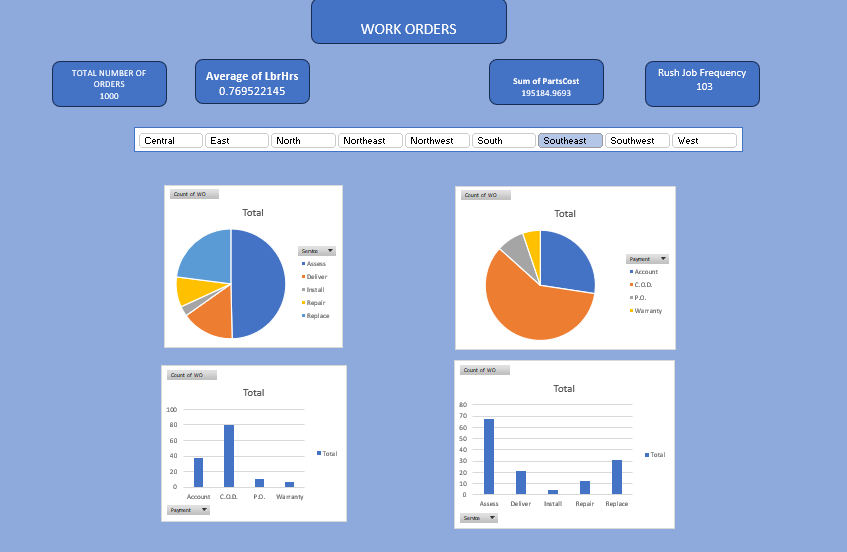 WORK ORDERS
TOTAL NUMBER OF
ORDERS
1000
Average of LbrHrs
0.769522145
Sum of PartsCost
195184.9693
Rush Job Frequency
103
Central East North Northeast Northwest South Southeast Southwest West
Count of WO
Total
Service
Assess
Deliver
Install
Repair
Replace
Count of WO
Total
Payment
Account
C.O.D.
P.O.
Warranty
Count of WO
Total
100
80
60
40
20
0
Account C.O.D. P.O. Warranty
Total
Payment
Count of WO
Total
80
70
60
50
40
30
20
10
0
Assess Deliver Install Repair Replace
Total
Service